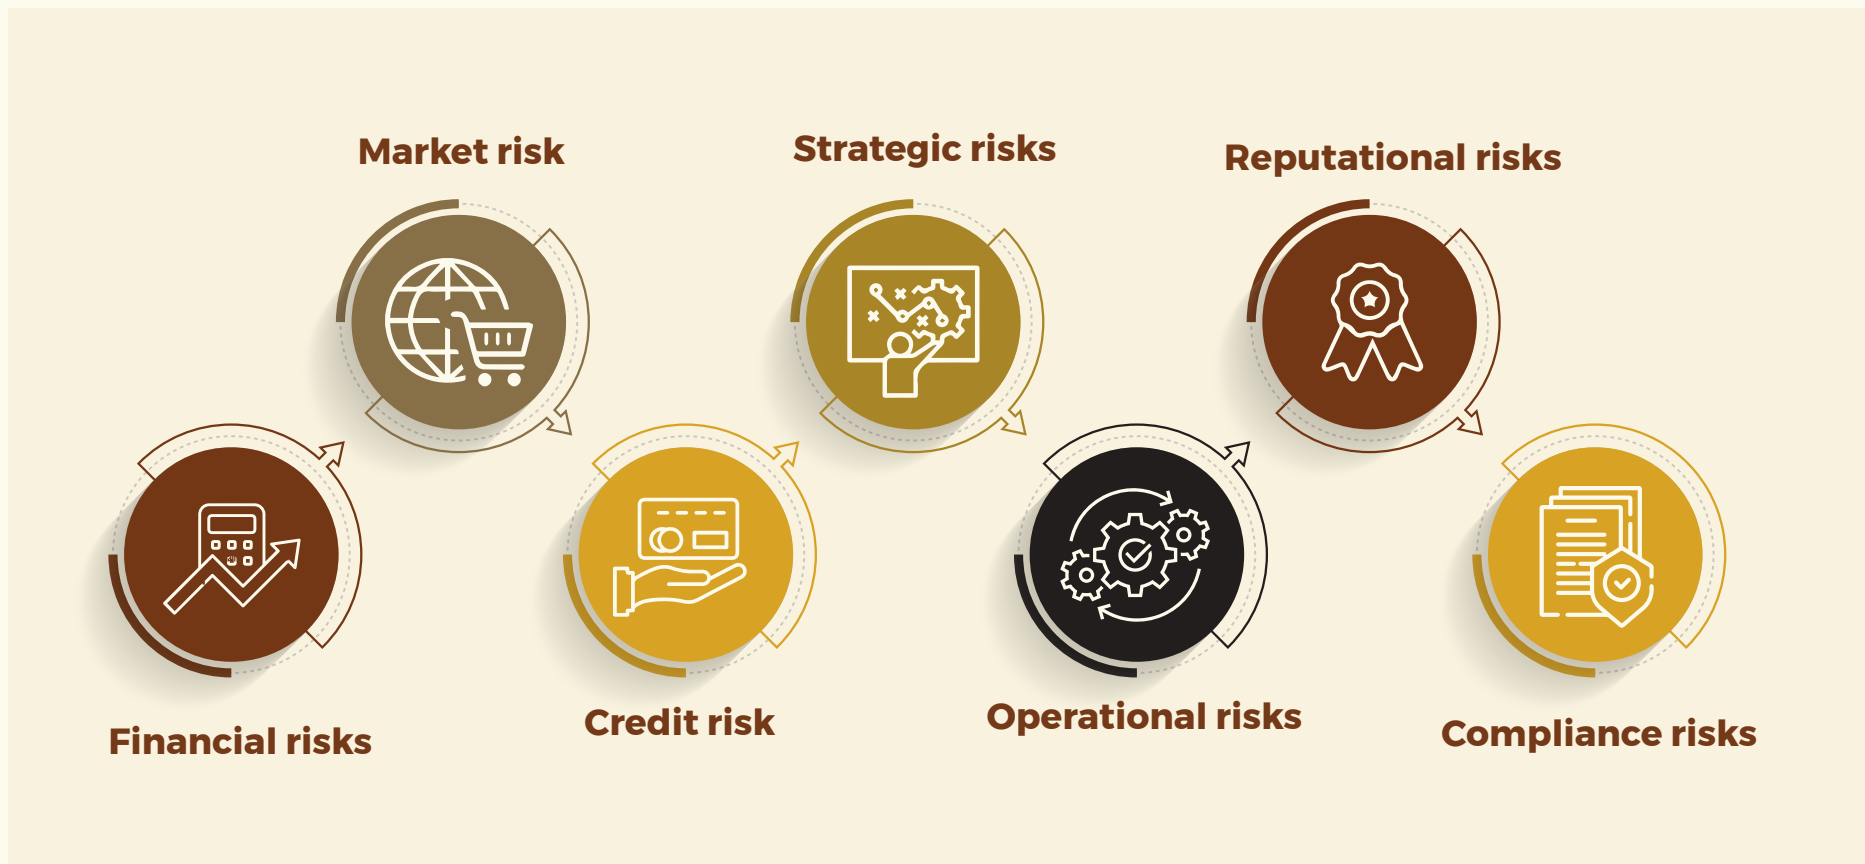 Market risk
Strategic risks
Reputational risks
Financial risks
Credit risk
Operational risks
Compliance risks